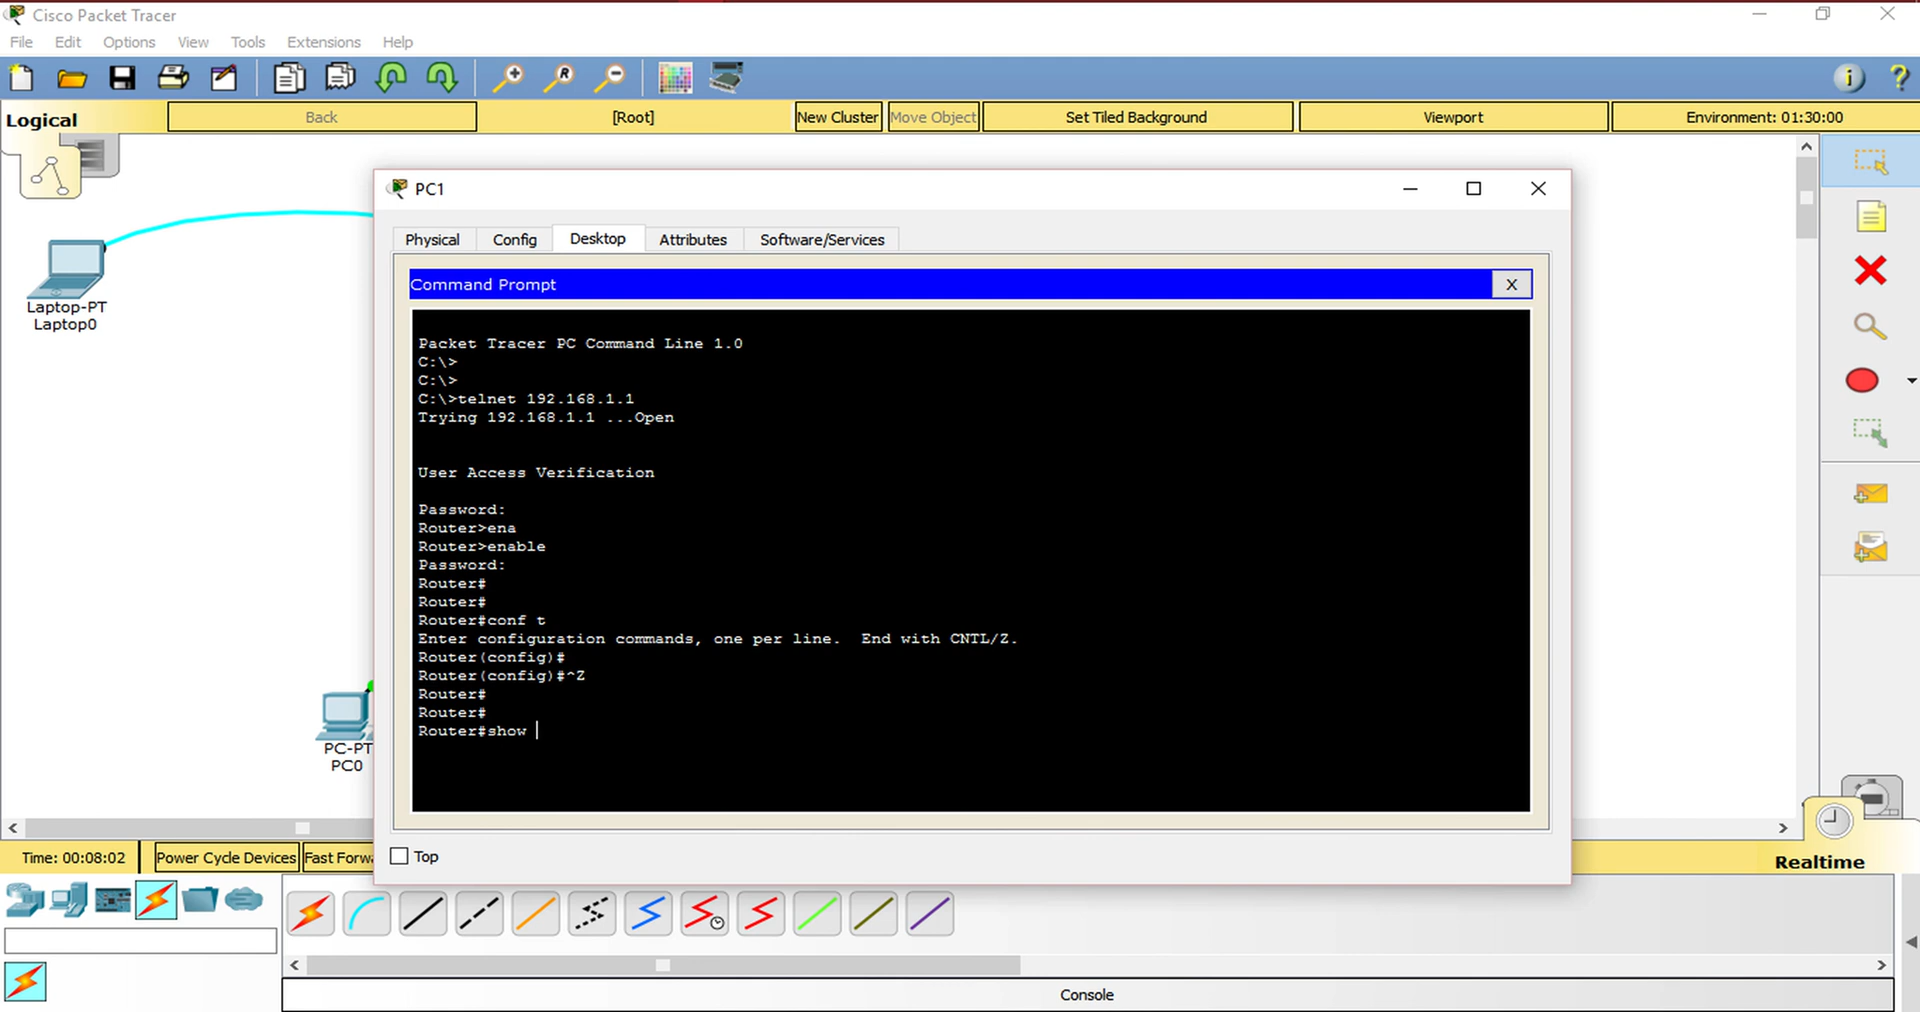 Cisco Packet Tracer
File Edit Options View Tools Extensions Help
Logical
Back
[Root]
New Cluster
Move Object
Set Tiled Background
Viewport
Environment: 01:30:00
Laptop-PT
Laptop0
PC-PT
PC0
PC1
Physical Config Desktop Attributes Software/Services
Command Prompt
X
Packet Tracer PC Command Line 1.0
C:\>
C:\>
C:\>telnet 192.168.1.1
Trying 192.168.1.1 ...Open
User Access Verification
Password:
Router>ena
Router>enable
Password:
Router#
Router#
Router#conf t
Enter configuration commands, one per line.  End with CNTL/Z.
Router(config)#
Router(config)#^Z
Router#
Router#
Router#show
Top
Time: 00:08:02
Power Cycle Devices
Fast Forw
Realtime
Console